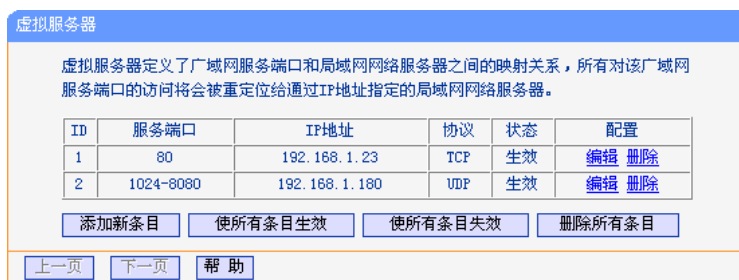 虚拟服务器
虚拟服务器定义了广域网服务端口和局域网网络服务器之间的映射关系，所有对该广域网
服务端口的访问将会被重定位给通过IP地址指定的局域网网络服务器。
ID 服务端口 IP地址 协议 状态 配置
1 80 192.168.1.23 TCP 生效 编辑 删除
2 1024-8080 192.168.1.180 UDP 生效 编辑 删除
添加新条目 使所有条目生效 使所有条目失效 删除所有条目
上一页 下一页 帮 助